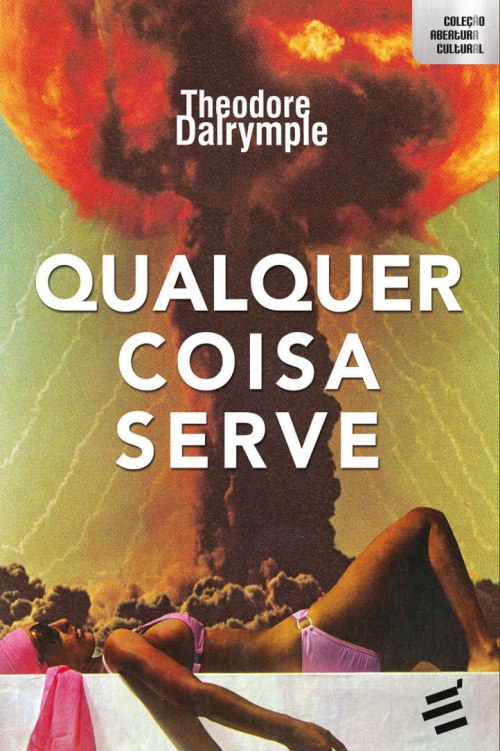 COLEÇÃO
ABERTURA
CULTURAL
Theodore
Dalrymple
QUALQUER
COISA
SERVE